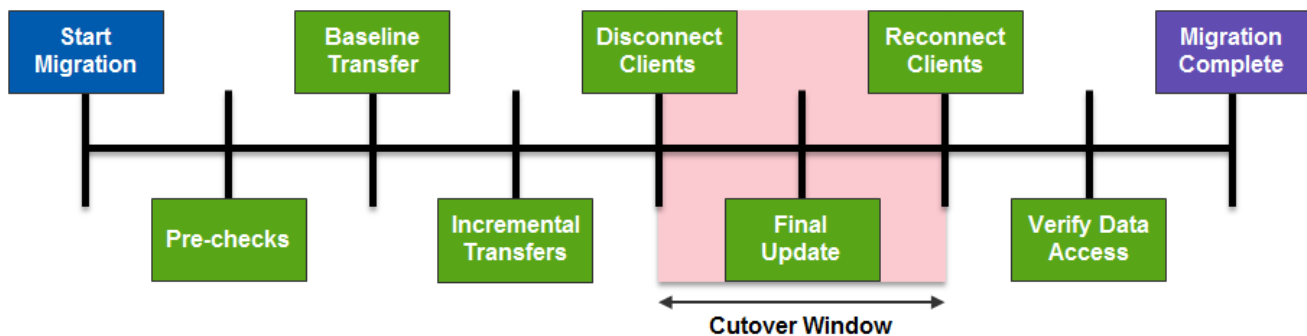 Start
Migration
Baseline
Transfer
Disconnect
Clients
Reconnect
Clients
Migration
Complete
Pre-checks
Incremental
Transfers
Final
Update
Verify Data
Access
Cutover Window